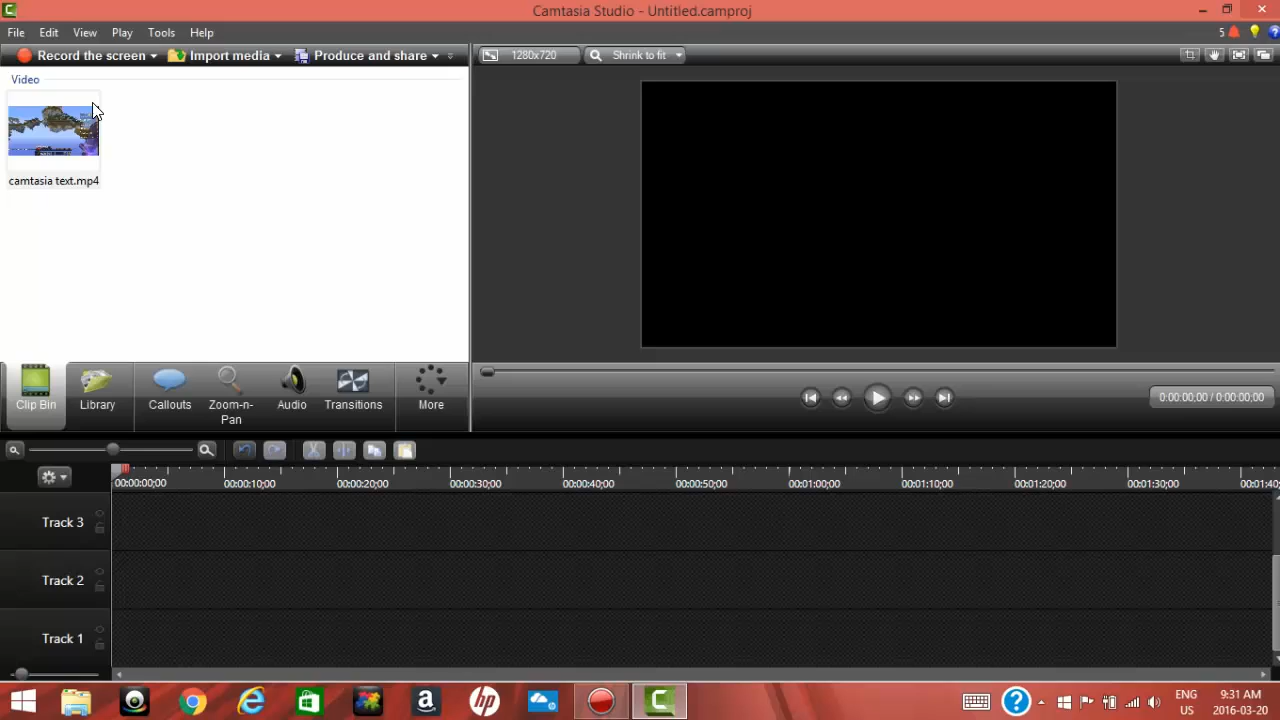 Camtasia Studio - Untitled.camproj
File Edit View Play Tools Help
5
Record the screen Import media Produce and share
1280x720 Shrink to fit
Video
camtasia text.mp4
Clip Bin Library Callouts Zoom-n-Pan Audio Transitions More
0:00:00;00 / 0:00:00;00
00:00:00;00 00:00:10;00 00:00:20;00 00:00:30;00 00:00:40;00 00:00:50;00 00:01:00;00 00:01:10;00 00:01:20;00 00:01:30;00 00:01:40
Track 3
Track 2
Track 1
ENG 9:31 AM
US 2016-03-20